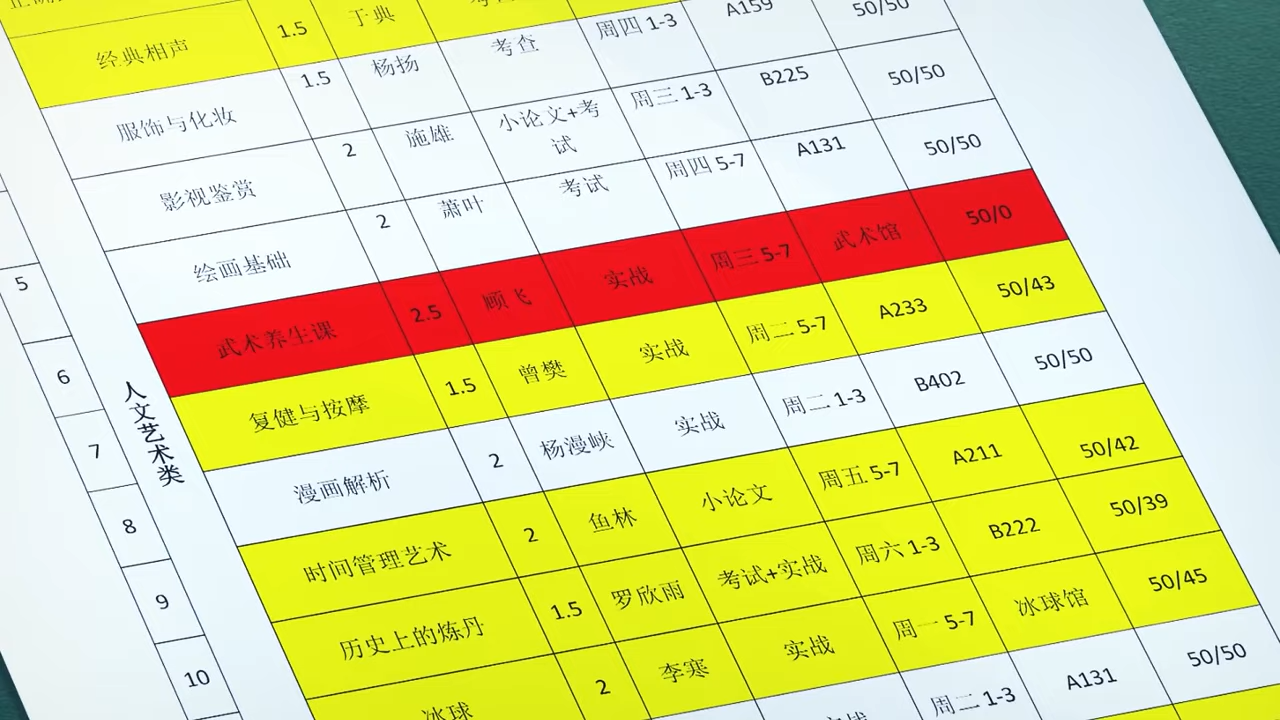 经典相声 1.5 于典
服饰与化妆 1.5 杨扬 考查 周四 1-3 A159 50/50
影视鉴赏 2 施雄 小论文+考试 周三 1-3 B225 50/50
绘画基础 2 萧叶 考试 周四 5-7 A131 50/50
武术养生课 2.5 顾飞 实战 周三 5-7 武术馆 50/0
复健与按摩 1.5 曾樊 实战 周二 5-7 A233 50/43
漫画解析 2 杨漫峡 实战 周二 1-3 B402 50/50
时间管理艺术 2 鱼林 小论文 周五 5-7 A211 50/42
历史上的炼丹 1.5 罗欣雨 考试+实战 周六 1-3 B222 50/39
冰球 2 李寒 实战 周一 5-7 冰球馆 50/45
周二 1-3 A131 50/50
人文艺术类
5
6
7
8
9
10